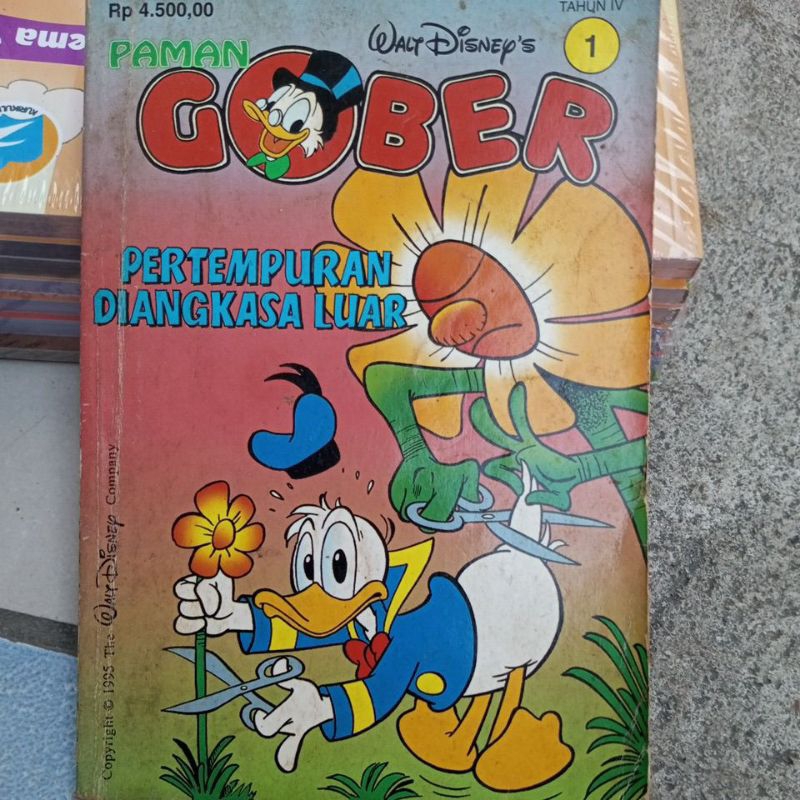 Rp 4.500,00
TAHUN IV
1
PAMAN
WALT DISNEY'S
GOBER
PERTEMPURAN
DIANGKASA LUAR
Copyright © 1995 The WALT DISNEY Company
ema